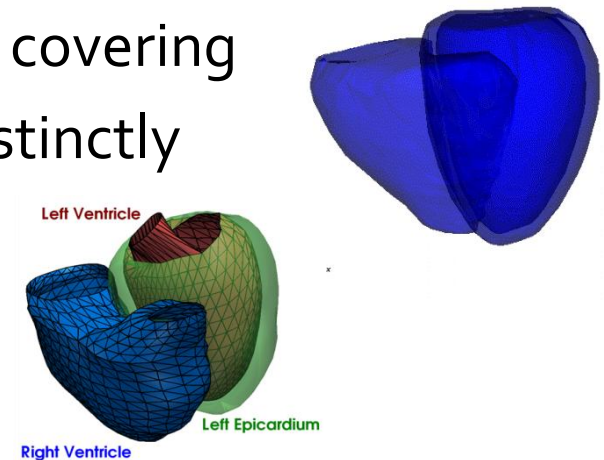 covering
stinctly
Left Ventricle
x
Left Epicardium
Right Ventricle